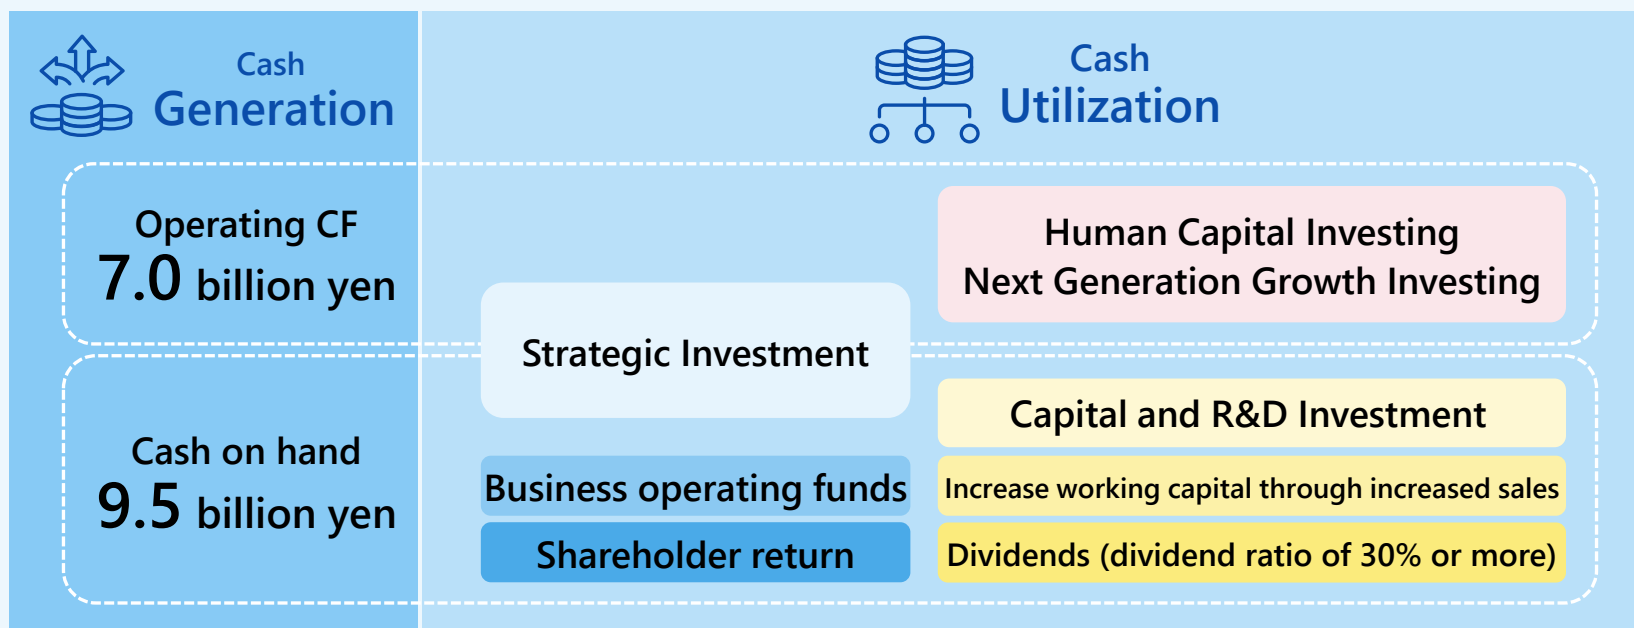 Cash
Generation
Cash
Utilization
Operating CF
7.0 billion yen
Human Capital Investing
Next Generation Growth Investing
Strategic Investment
Cash on hand
9.5 billion yen
Capital and R&D Investment
Business operating funds
Increase working capital through increased sales
Shareholder return
Dividends (dividend ratio of 30% or more)